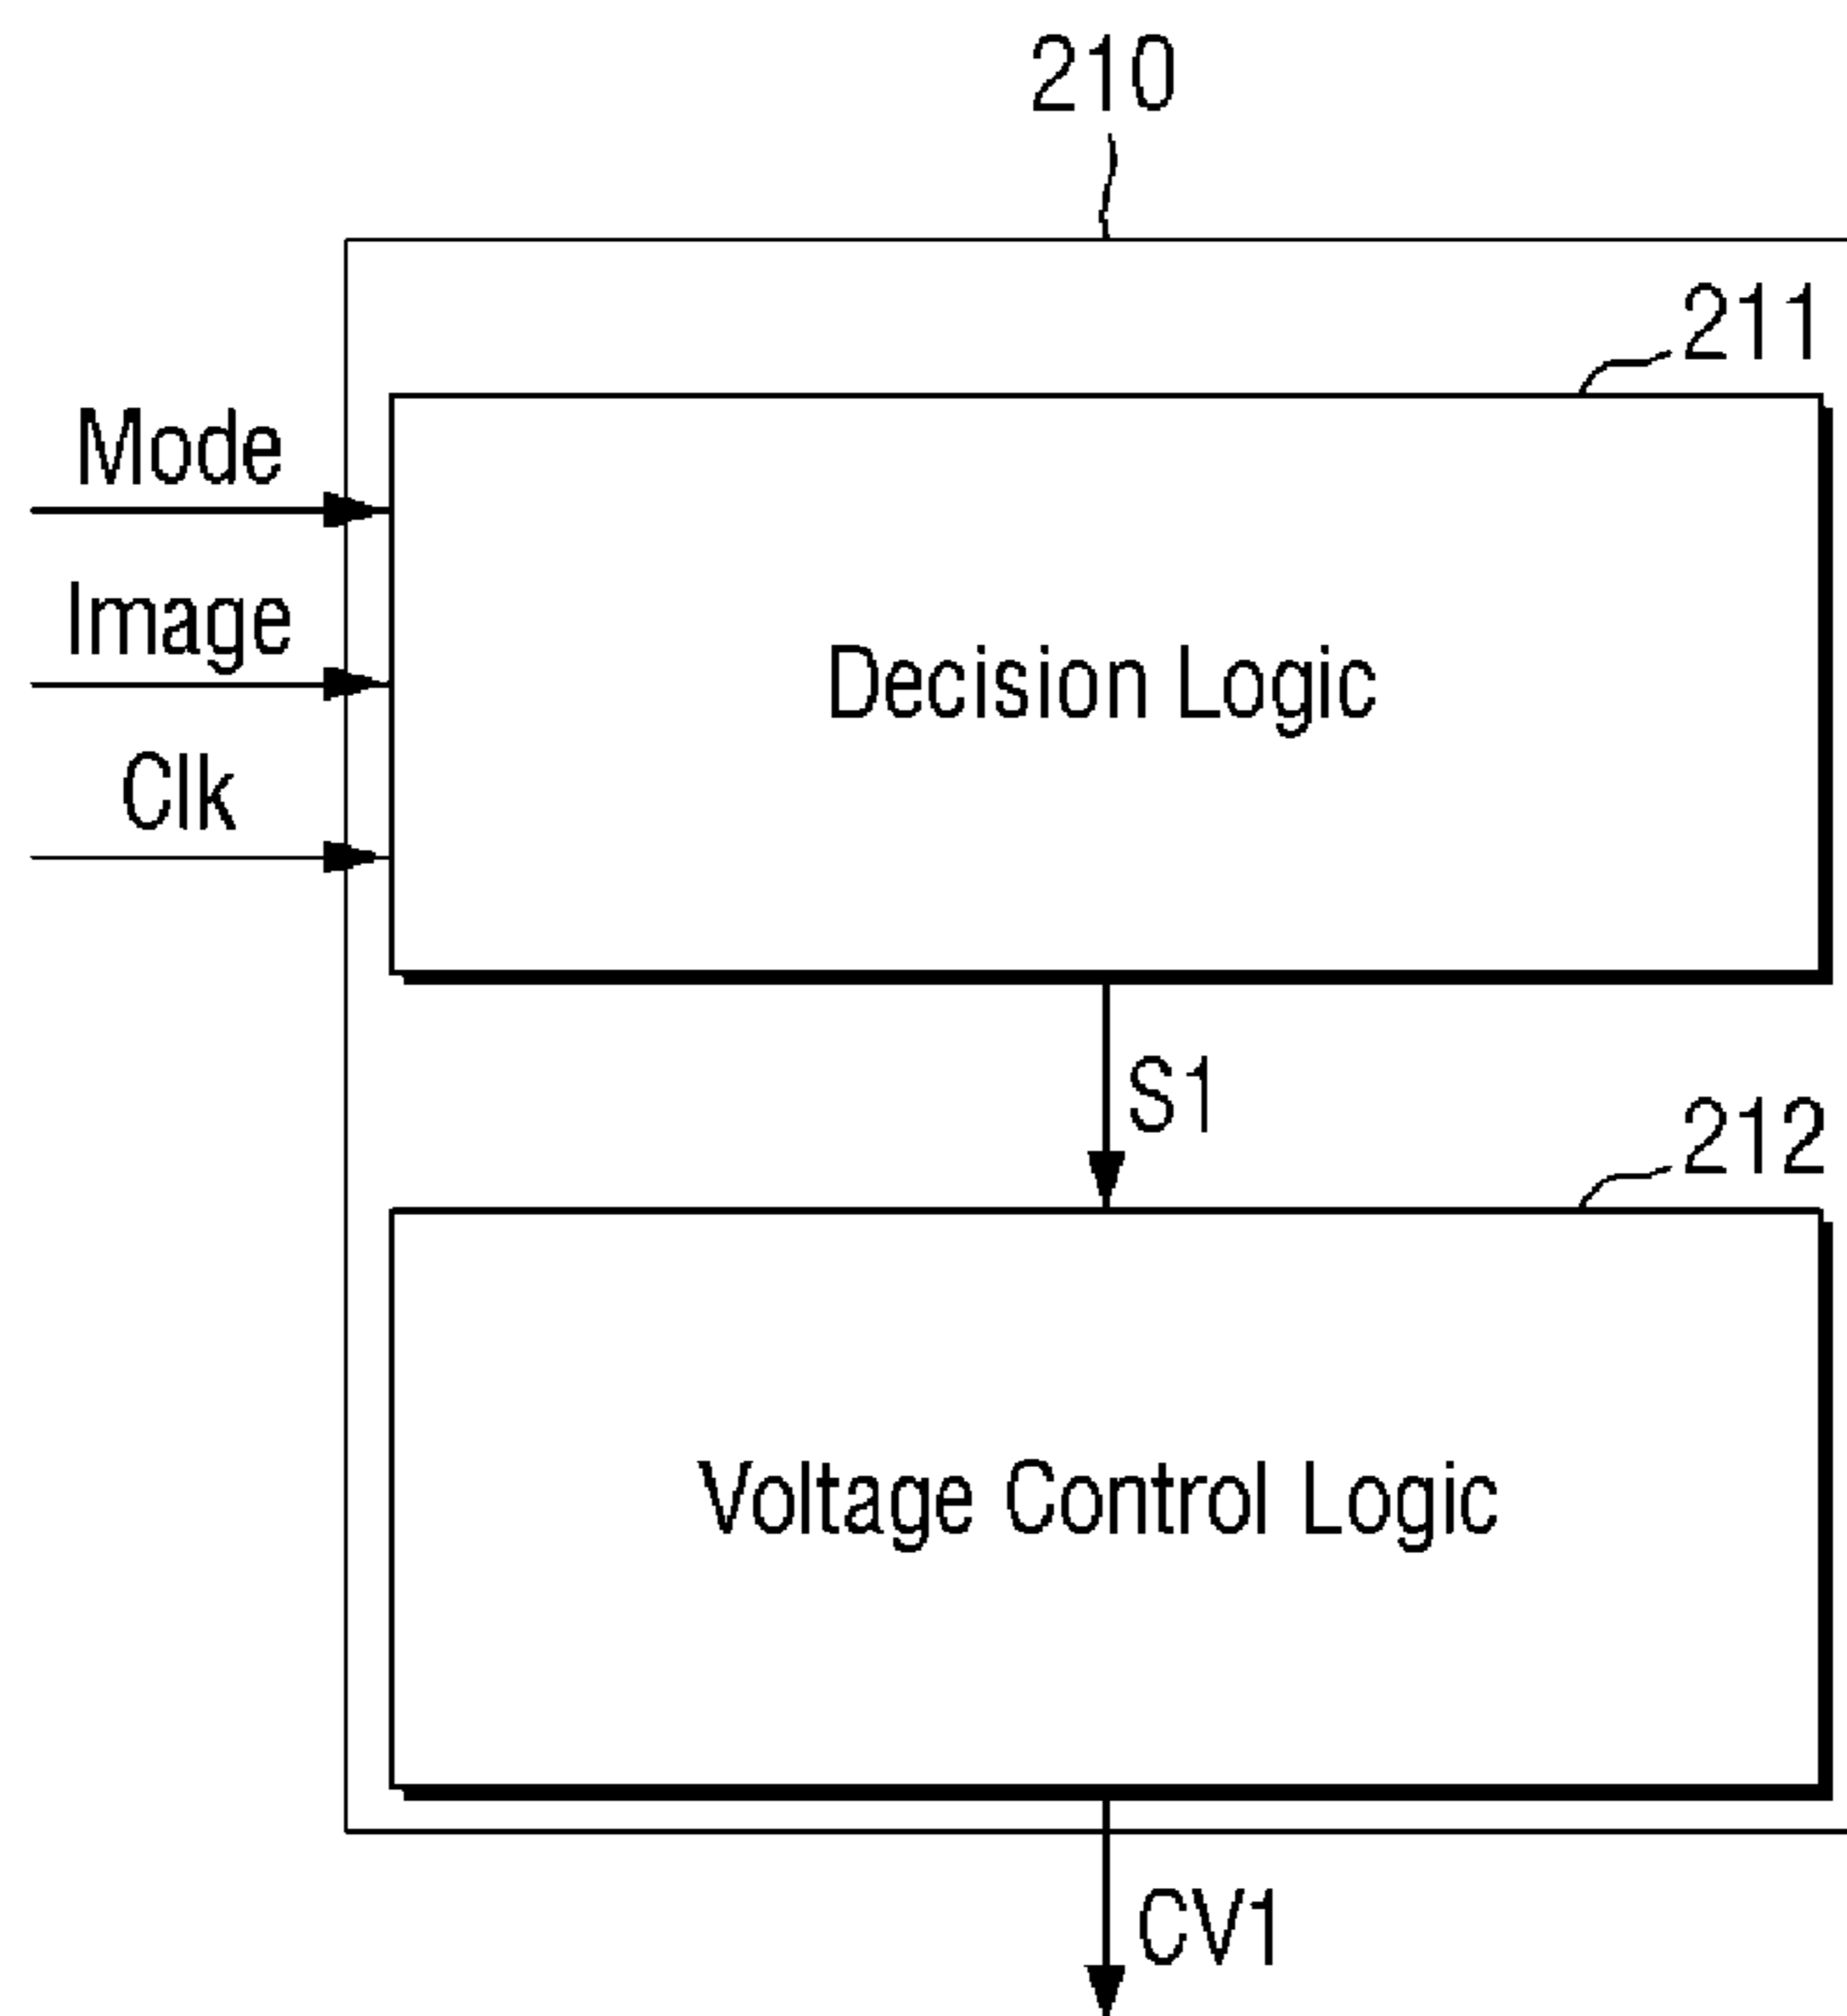 210
211
Mode
Image
Decision Logic
Clk
S1
212
Voltage Control Logic
CV1